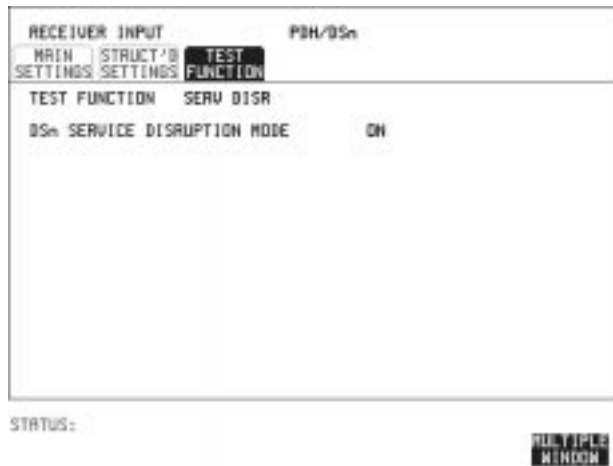 RECEIVER INPUT PDH/DSn
MAIN SETTINGS STRUCT'D SETTINGS TEST FUNCTION
TEST FUNCTION SERV DISR
DSn SERVICE DISRUPTION MODE ON
STATUS:
MULTIPLE
WINDOW